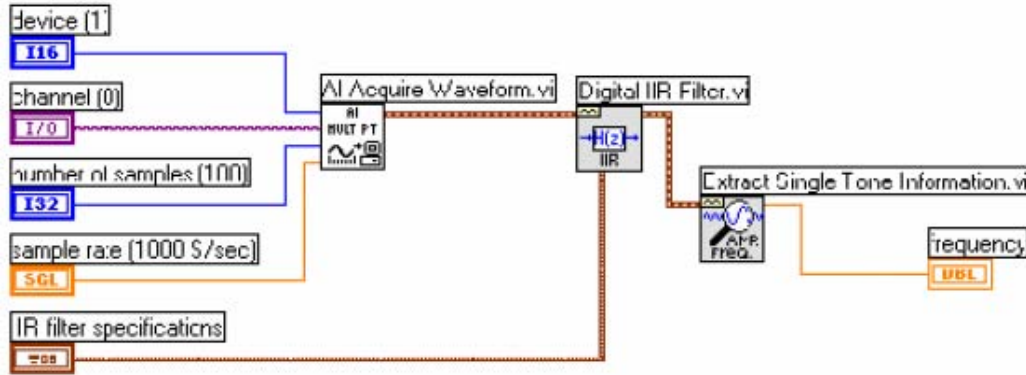 device (1)
I16
channel (0)
I/O
number of samples (100)
I32
sample rate (1000 S/sec)
SGL
IIR filter specifications
AI Acquire Waveform.vi
AI
MULT PT
Digital IIR Filter.vi
H(z)
IIR
Extract Single Tone Information.vi
AMP.
FREQ.
frequency
DBL